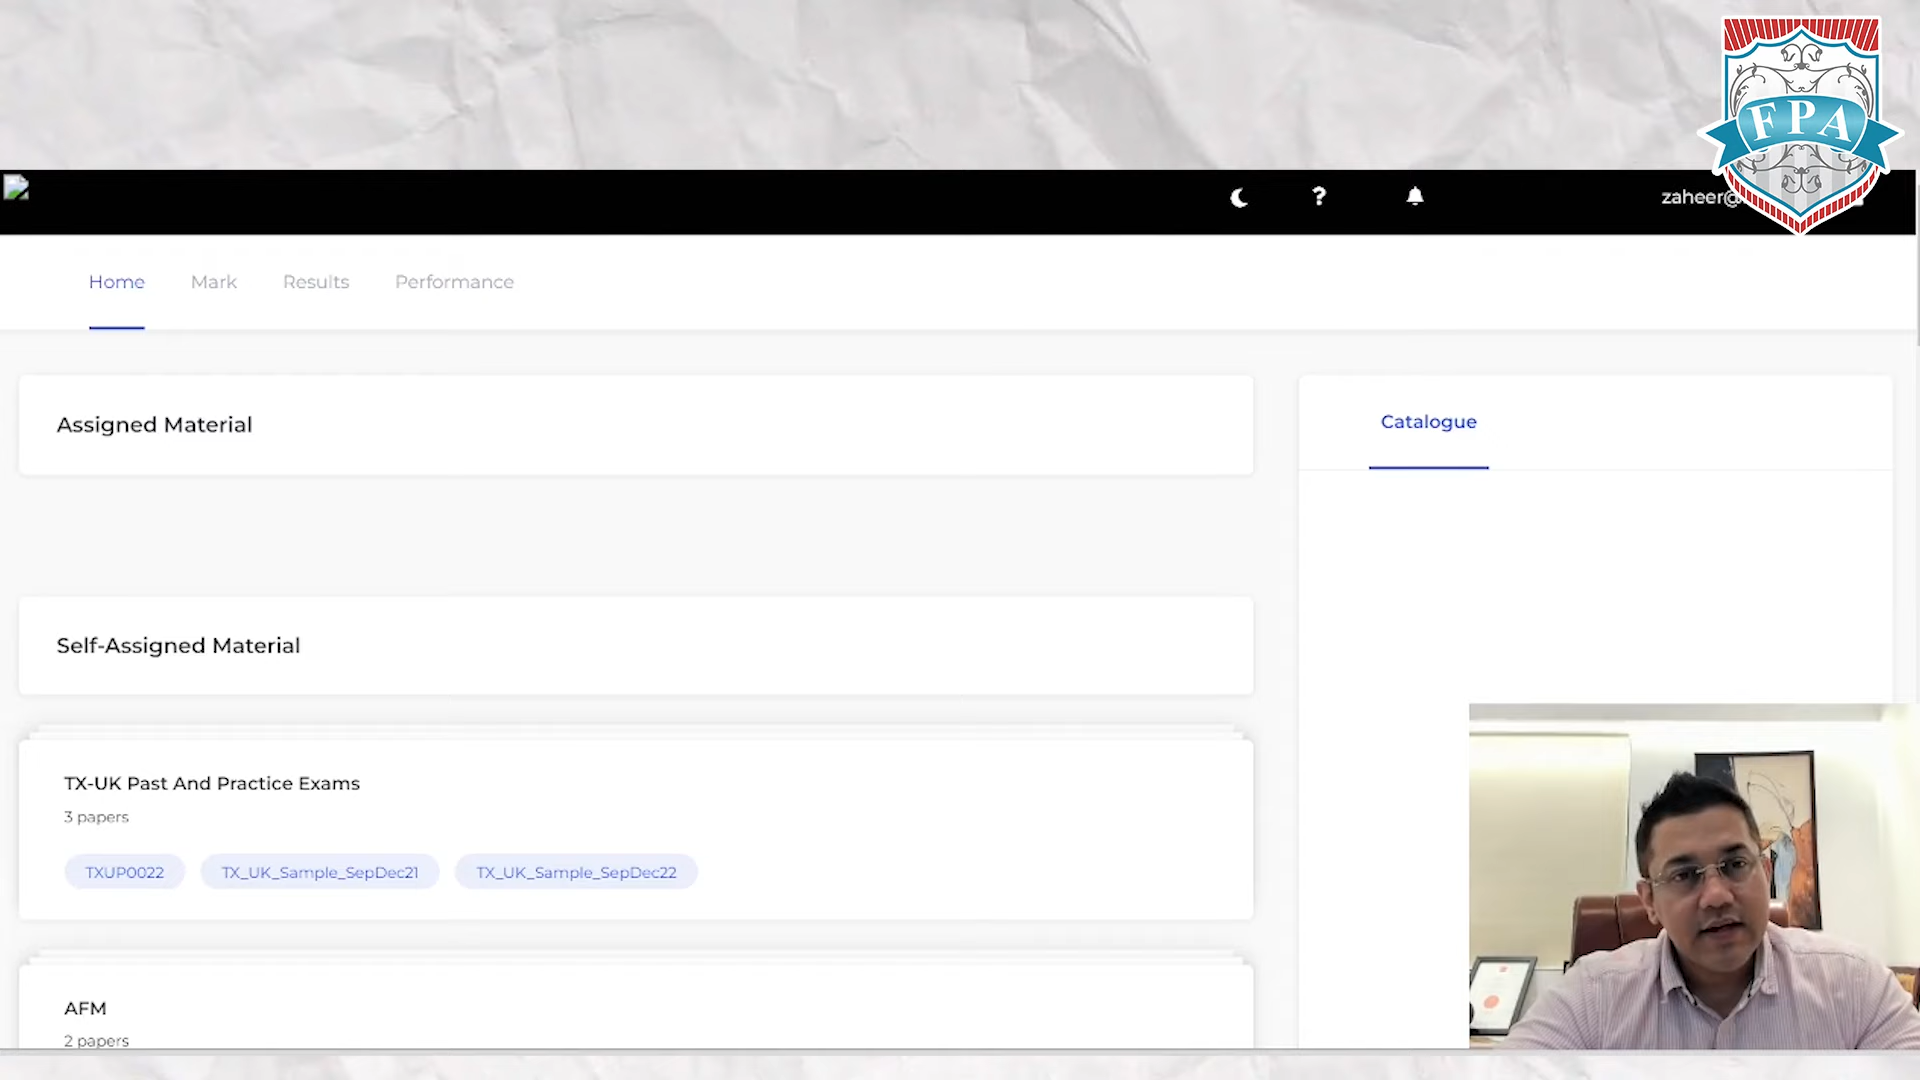 FPA
zaheer@
Home Mark Results Performance
Assigned Material
Catalogue
Self-Assigned Material
TX-UK Past And Practice Exams
3 papers
TXUP0022 TX_UK_Sample_SepDec21 TX_UK_Sample_SepDec22
AFM
2 papers